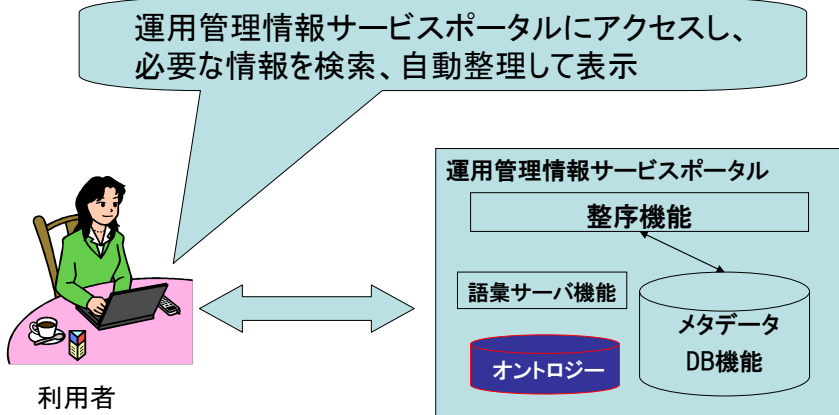 運用管理情報サービスポータルにアクセスし、
必要な情報を検索、自動整理して表示
運用管理情報サービスポータル
整序機能
語彙サーバ機能
メタデータ
DB機能
オントロジー
利用者